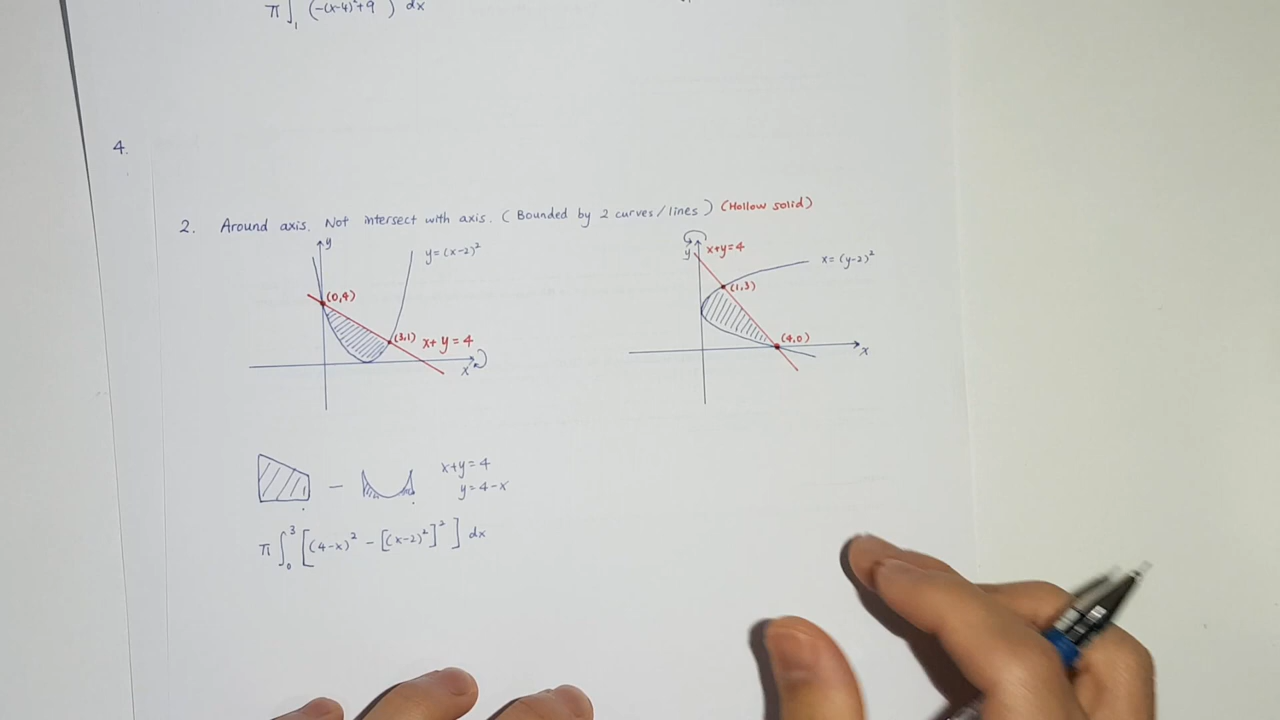 π∫₁ (-(x-4)²+9 ) dx
4.
2. Around axis. Not intersect with axis. (Bounded by 2 curves/lines) (Hollow solid)
y
y=(x-2)²
(0,4)
(3,1)
x+y=4
x
y
x+y=4
x=(y-2)²
(1,3)
(4,0)
x
x+y=4
y=4-x
π∫₀³ [(4-x)² - [(x-2)²]²] dx